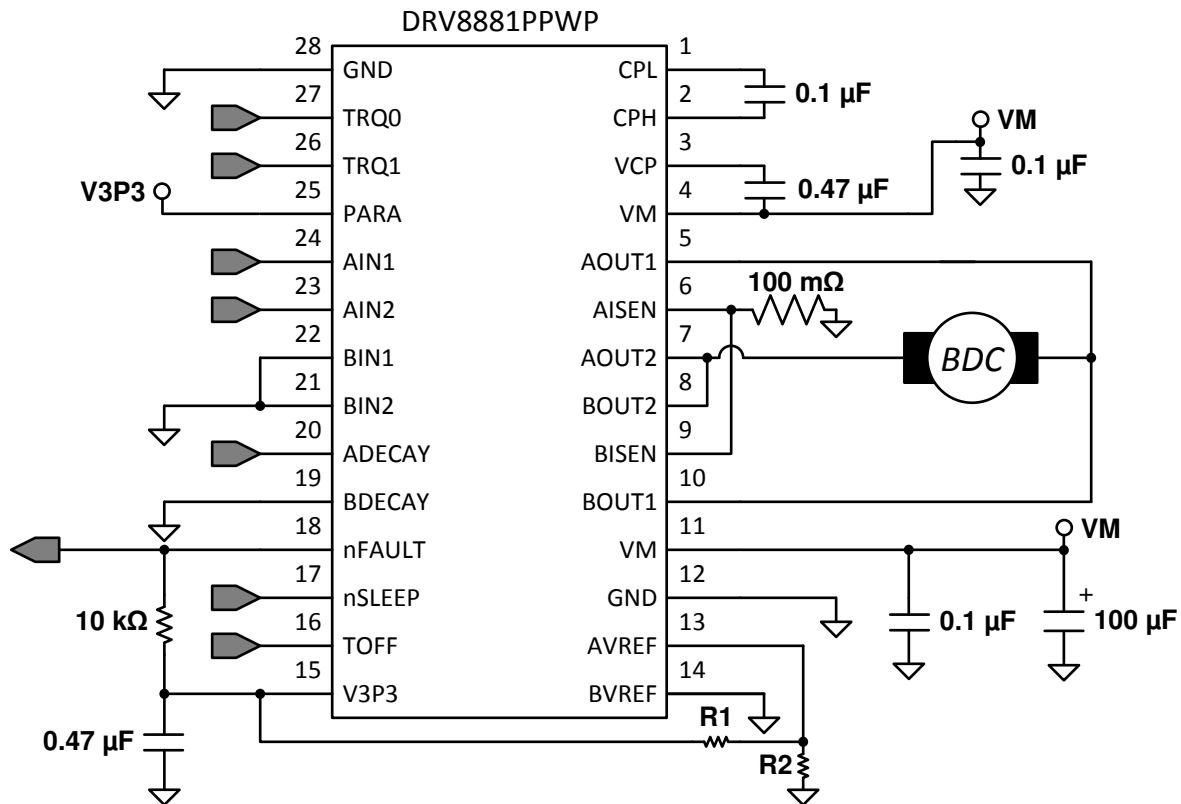 DRV8881PPWP
28 GND CPL 1
0.1 µF
27 TRQ0 CPH 2
VM
26 TRQ1 VCP 3
0.1 µF
0.47 µF
V3P3
25 PARA VM 4
24 AIN1 AOUT1 5
100 mΩ
23 AIN2 AISEN 6
22 BIN1 AOUT2 7
BDC
21 BIN2 BOUT2 8
20 ADECAY BISEN 9
19 BDECAY BOUT1 10
VM
18 nFAULT VM 11
+
17 nSLEEP GND 12
10 kΩ
0.1 µF
100 µF
16 TOFF AVREF 13
15 V3P3 BVREF 14
R1
0.47 µF
R2